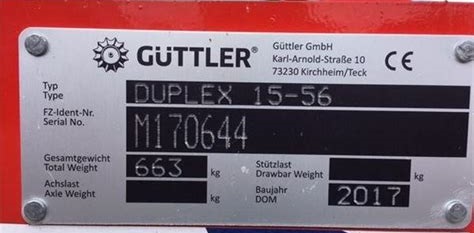 GÜTTLER®
Güttler GmbH
Karl-Arnold-Straße 10
73230 Kirchheim/Teck
CE
Typ
Type
DUPLEX 15-56
FZ-Ident-Nr.
Serial No.
M170644
Gesamtgewicht
Total Weight
663 kg
Stützlast
Drawbar Weight
kg
Achslast
Axle Weight
kg
Baujahr
DOM
2017